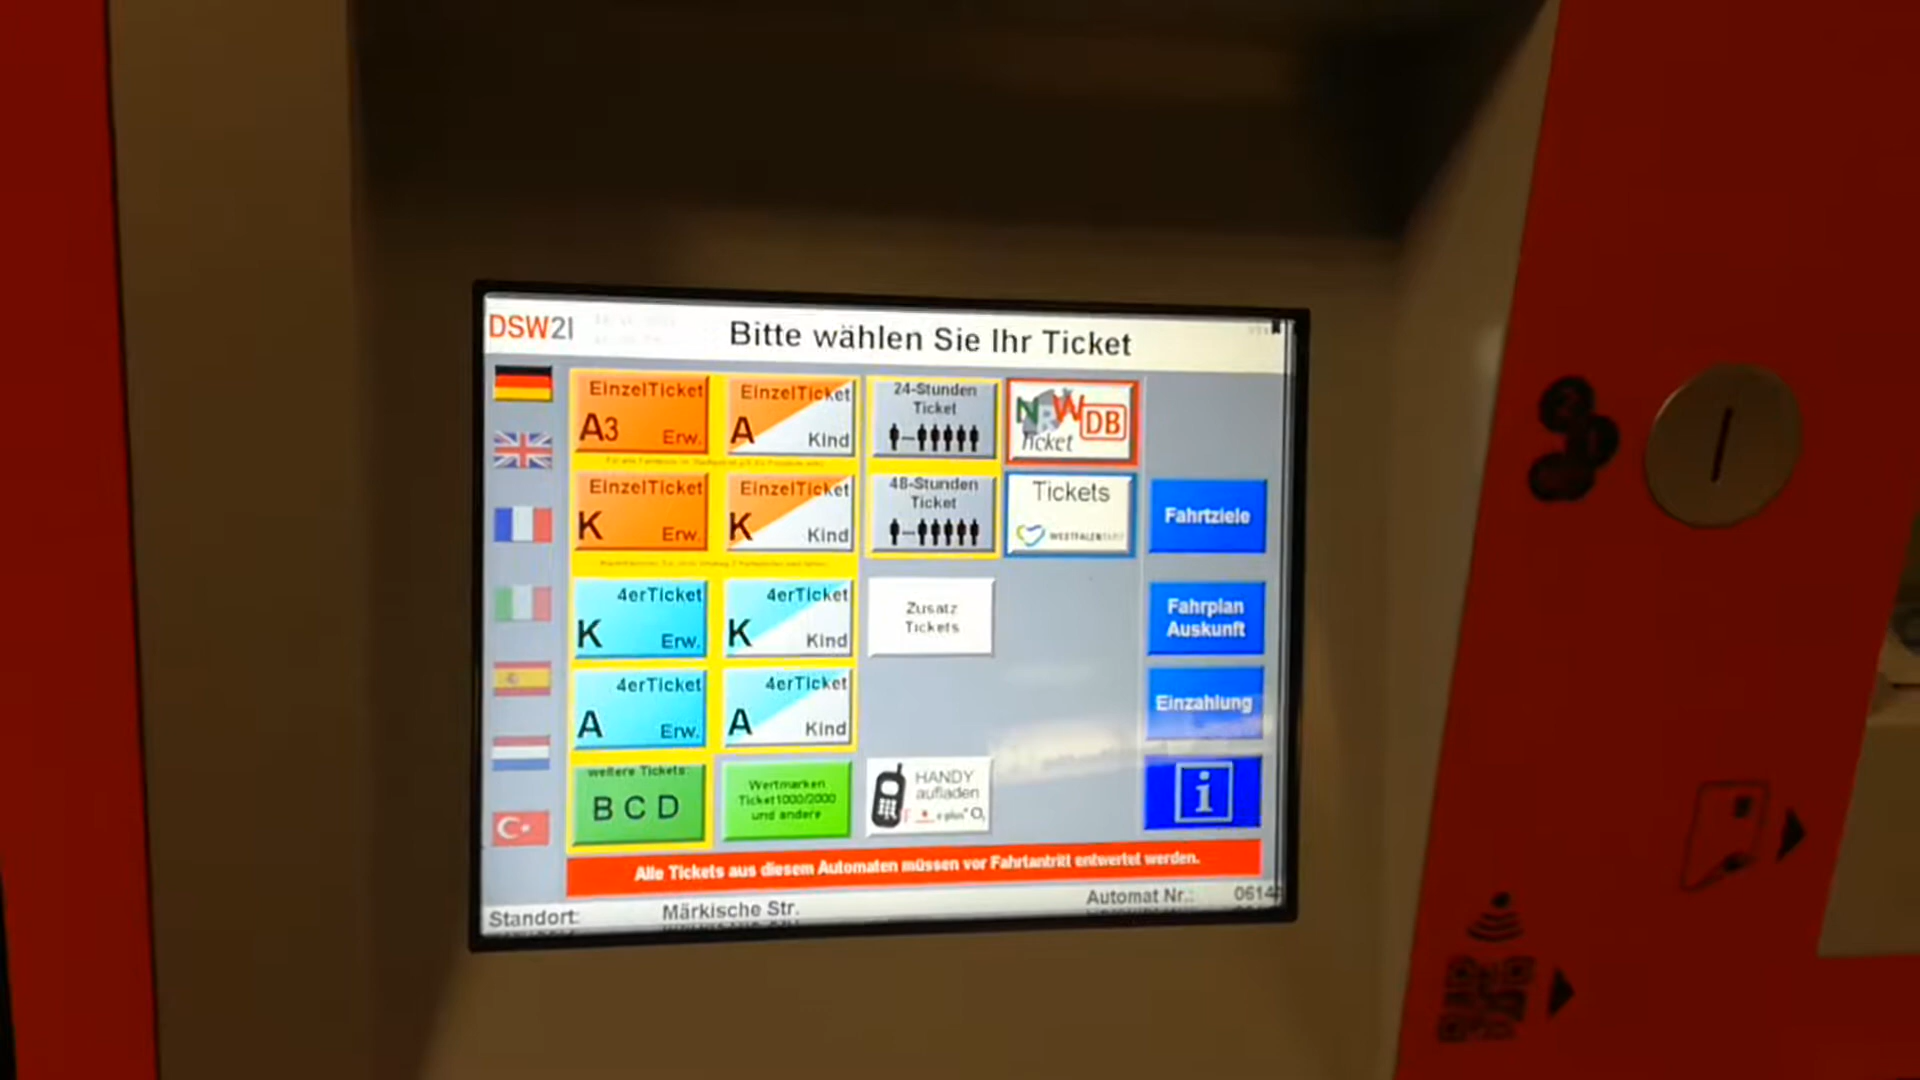 DSW21
Bitte wählen Sie Ihr Ticket
EinzelTicket
A3 Erw.
EinzelTicket
A Kind
24-Stunden
Ticket
NRW DB
Ticket
EinzelTicket
K Erw.
EinzelTicket
K Kind
48-Stunden
Ticket
Tickets
WESTFALENTARIF
Fahrtziele
4erTicket
K Erw.
4erTicket
K Kind
Zusatz
Tickets
Fahrplan
Auskunft
4erTicket
A Erw.
4erTicket
A Kind
Einzahlung
weitere Tickets:
B C D
Wertmarken
Ticket1000/2000
und andere
HANDY
aufladen
e-plus O2
i
Alle Tickets aus diesem Automaten müssen vor Fahrtantritt entwertet werden.
Standort: Märkische Str. Automat Nr.: